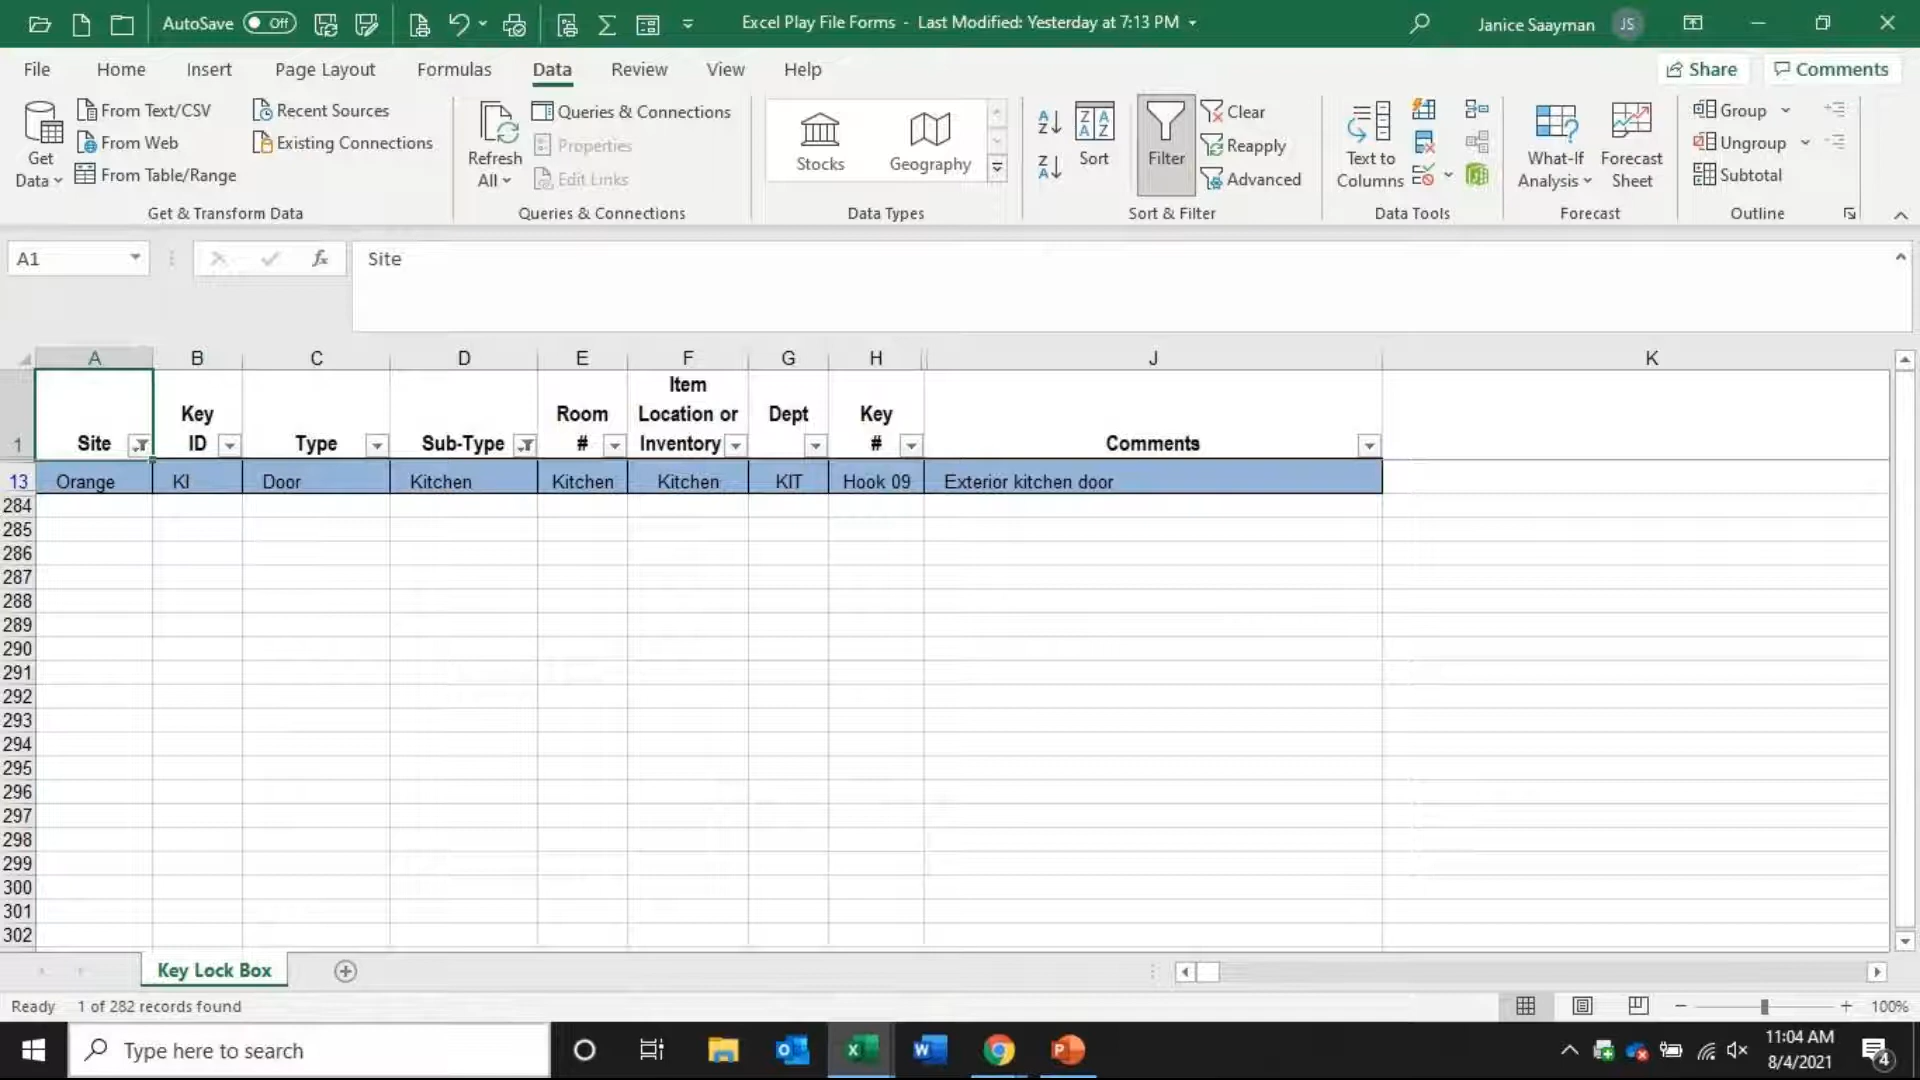 AutoSave Off
Excel Play File Forms - Last Modified: Yesterday at 7:13 PM
Janice Saayman JS
File Home Insert Page Layout Formulas Data Review View Help Share Comments
Get Data
From Text/CSV
From Web
From Table/Range
Recent Sources
Existing Connections
Get & Transform Data
Refresh All
Queries & Connections
Properties
Edit Links
Queries & Connections
Stocks Geography
Data Types
Sort
Filter
Clear
Reapply
Advanced
Sort & Filter
Text to Columns
Data Tools
What-If Analysis
Forecast Sheet
Forecast
Group
Ungroup
Subtotal
Outline
A1 fx Site
A B C D E F G H J K
1 Site Key ID Type Sub-Type Room # Item Location or Inventory Dept Key # Comments
13 Orange KI Door Kitchen Kitchen Kitchen KIT Hook 09 Exterior kitchen door
284
285
286
287
288
289
290
291
292
293
294
295
296
297
298
299
300
301
302
Key Lock Box
Ready 1 of 282 records found 100%
Type here to search
11:04 AM
8/4/2021
4